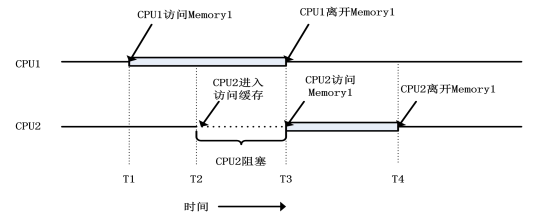 CPU1访问Memory1
CPU1离开Memory1
CPU1
CPU2进入
访问缓存
CPU2访问
Memory1
CPU2离开Memory1
CPU2
CPU2阻塞
T1
T2
T3
T4
时间